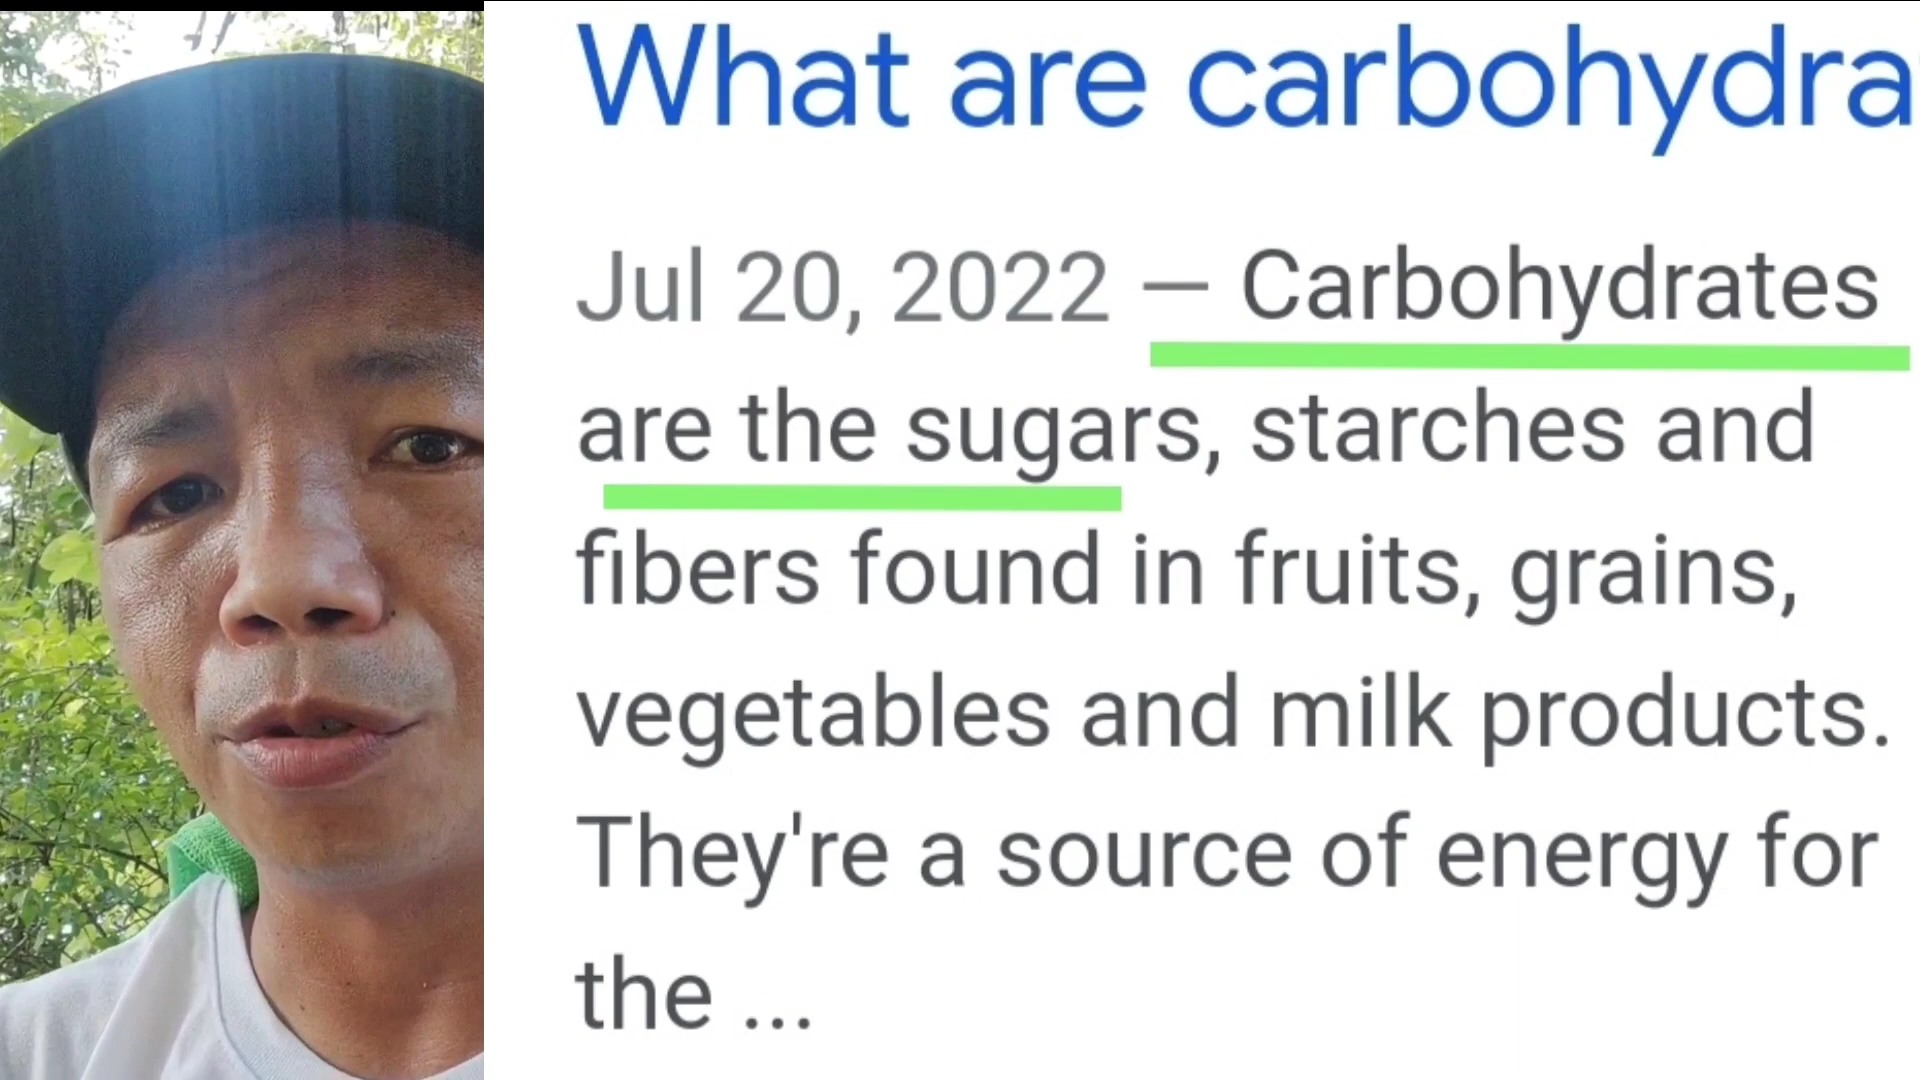 What are carbohydra
Jul 20, 2022 — Carbohydrates
are the sugars, starches and
fibers found in fruits, grains,
vegetables and milk products.
They're a source of energy for
the ...